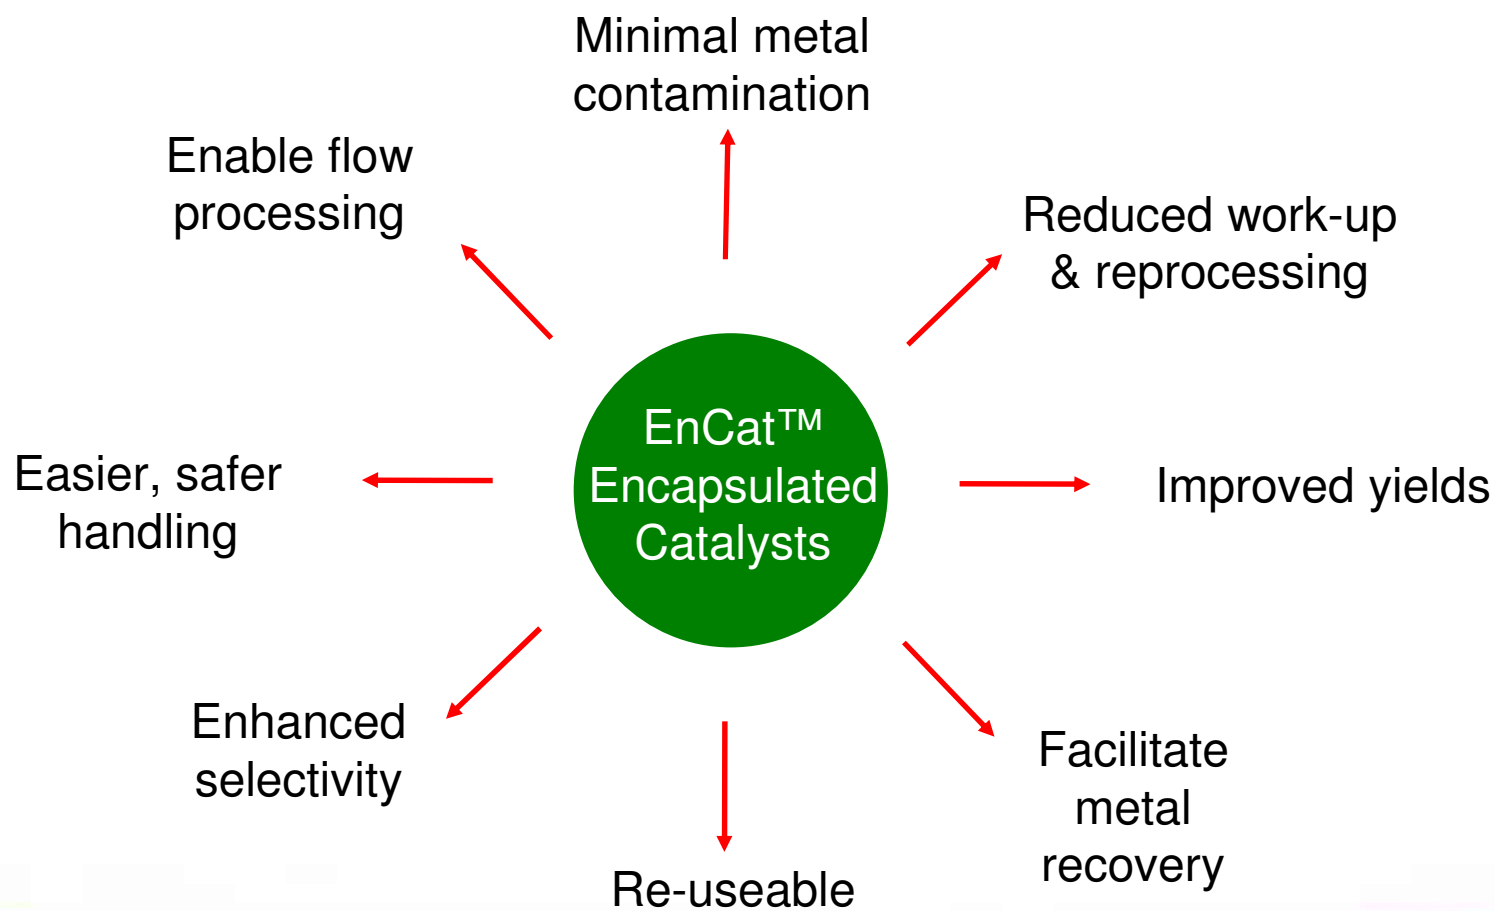 Minimal metal
contamination
Enable flow
processing
Reduced work-up
& reprocessing
EnCat™
Encapsulated
Catalysts
Easier, safer
handling
Improved yields
Enhanced
selectivity
Facilitate
metal
recovery
Re-useable